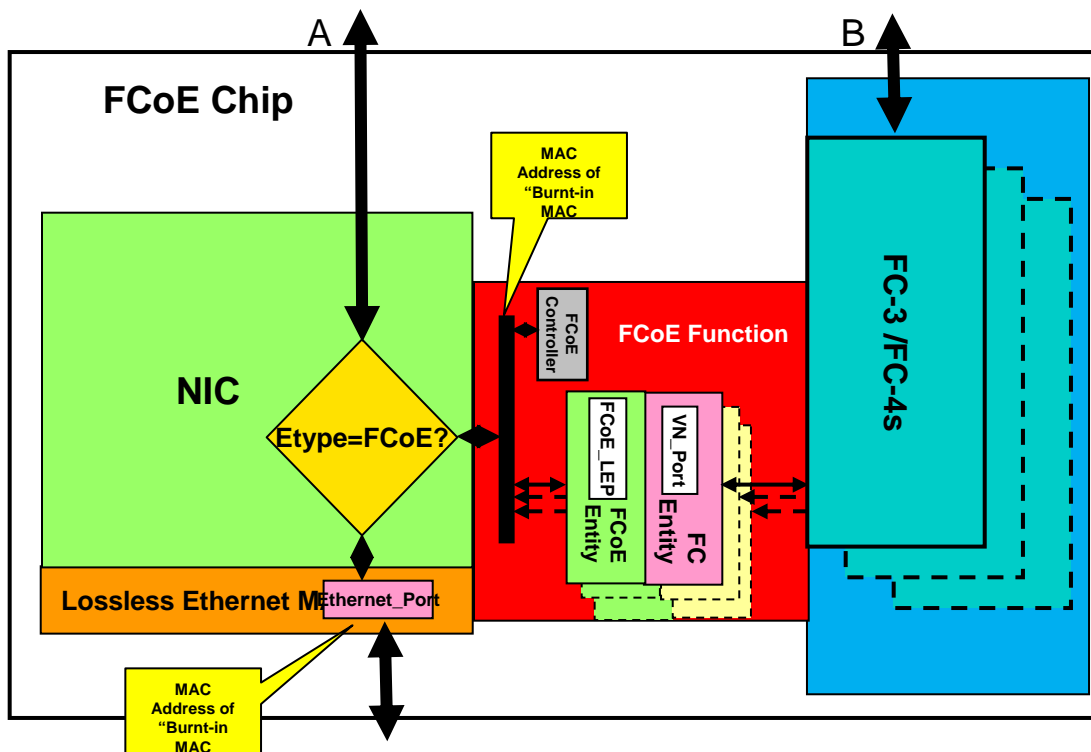 A
B
FCoE Chip
MAC
Address of
“Burnt-in
MAC
NIC
Etype=FCoE?
FCoE
Controller
FCoE Function
FCoE_LEP
FCoE
Entity
VN_Port
FC
Entity
FC-3 /FC-4s
Lossless Ethernet M
Ethernet_Port
MAC
Address of
“Burnt-in
MAC